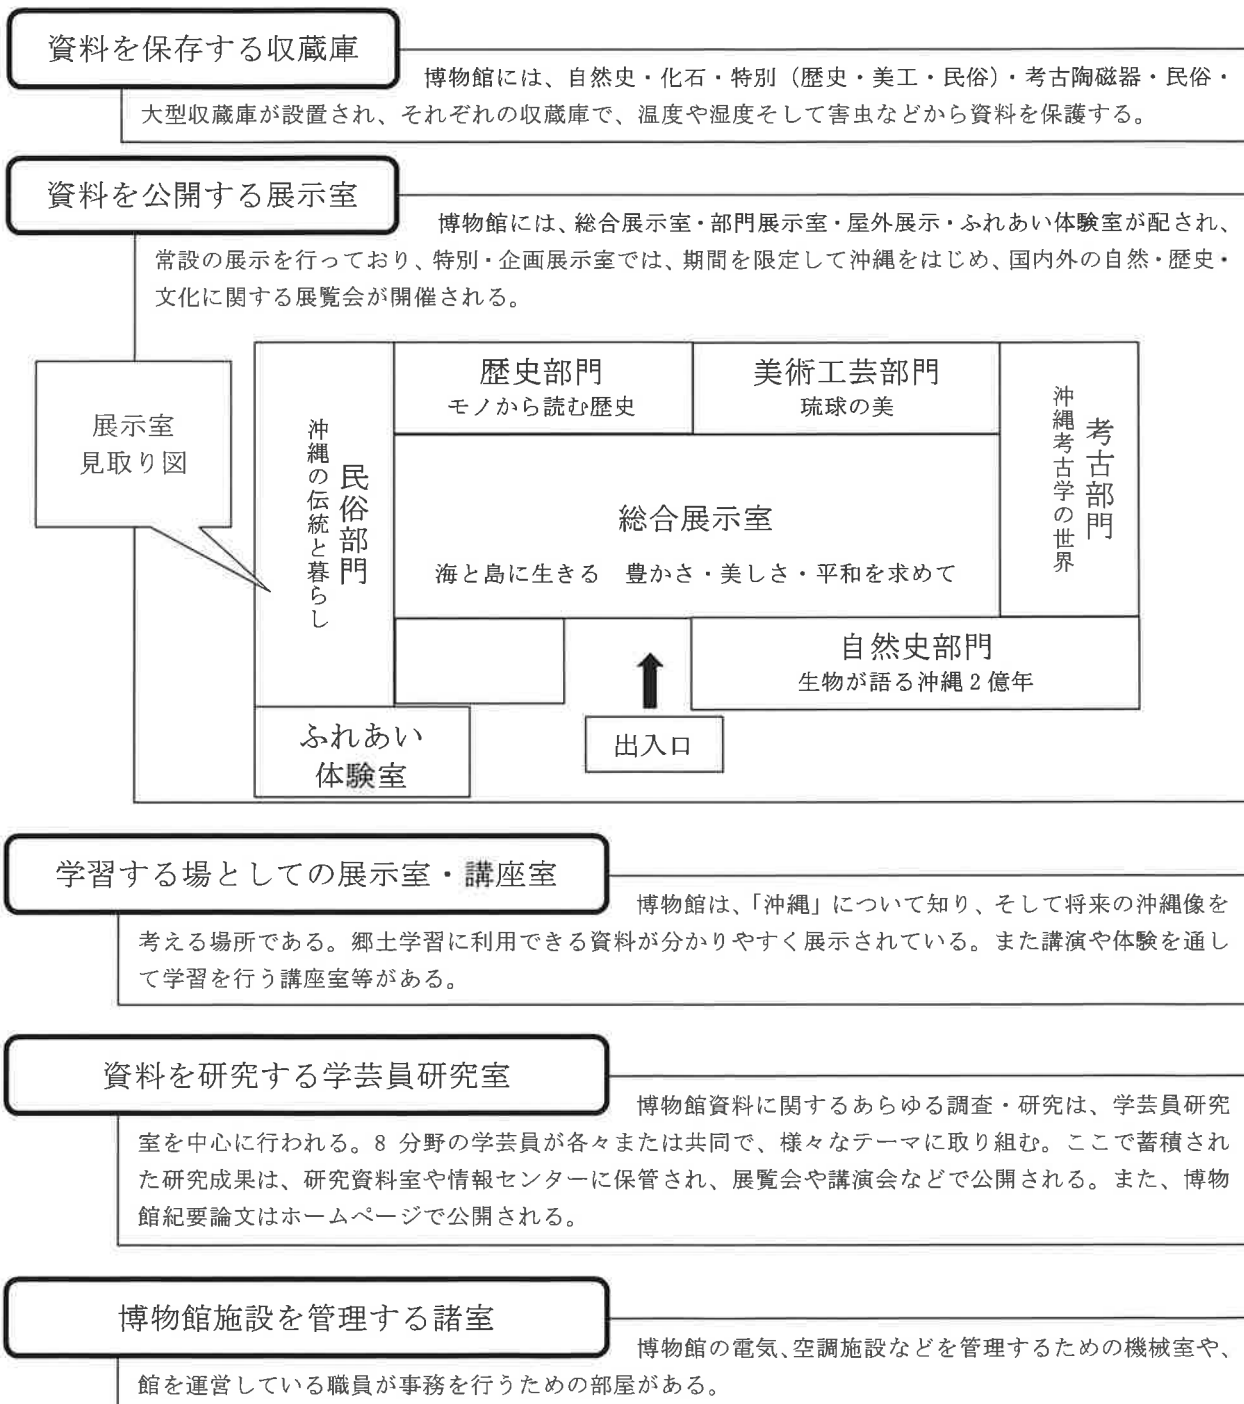 資料を保存する収蔵庫
博物館には、自然史・化石・特別（歴史・美工・民俗）・考古陶磁器・民俗・
大型収蔵庫が設置され、それぞれの収蔵庫で、温度や湿度そして害虫などから資料を保護する。
資料を公開する展示室
博物館には、総合展示室・部門展示室・屋外展示・ふれあい体験室が配され、
常設の展示を行っており、特別・企画展示室では、期間を限定して沖縄をはじめ、国内外の自然・歴史・
文化に関する展覧会が開催される。
展示室
見取り図
民俗部門
沖縄の伝統と暮らし
歴史部門
モノから読む歴史
美術工芸部門
琉球の美
考古部門
沖縄考古学の世界
総合展示室
海と島に生きる　豊かさ・美しさ・平和を求めて
自然史部門
生物が語る沖縄2億年
ふれあい
体験室
出入口
学習する場としての展示室・講座室
博物館は、「沖縄」について知り、そして将来の沖縄像を
考える場所である。郷土学習に利用できる資料が分かりやすく展示されている。また講演や体験を通し
て学習を行う講座室等がある。
資料を研究する学芸員研究室
博物館資料に関するあらゆる調査・研究は、学芸員研究
室を中心に行われる。8 分野の学芸員が各々または共同で、様々なテーマに取り組む。ここで蓄積され
た研究成果は、研究資料室や情報センターに保管され、展覧会や講演会などで公開される。また、博物
館紀要論文はホームページで公開される。
博物館施設を管理する諸室
博物館の電気、空調施設などを管理するための機械室や、
館を運営している職員が事務を行うための部屋がある。